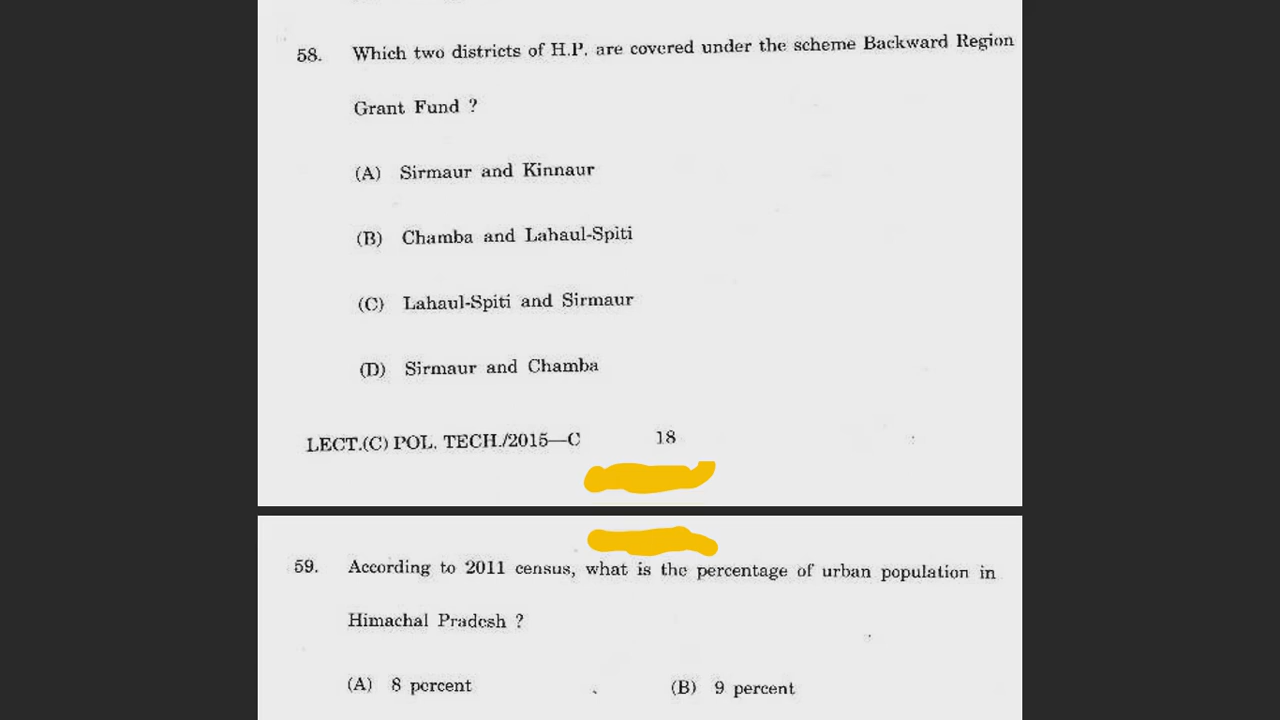 58. Which two districts of H.P. are covered under the scheme Backward Region
Grant Fund ?
(A) Sirmaur and Kinnaur
(B) Chamba and Lahaul-Spiti
(C) Lahaul-Spiti and Sirmaur
(D) Sirmaur and Chamba
LECT.(C) POL. TECH./2015—C 18
59. According to 2011 census, what is the percentage of urban population in
Himachal Pradesh ?
(A) 8 percent (B) 9 percent